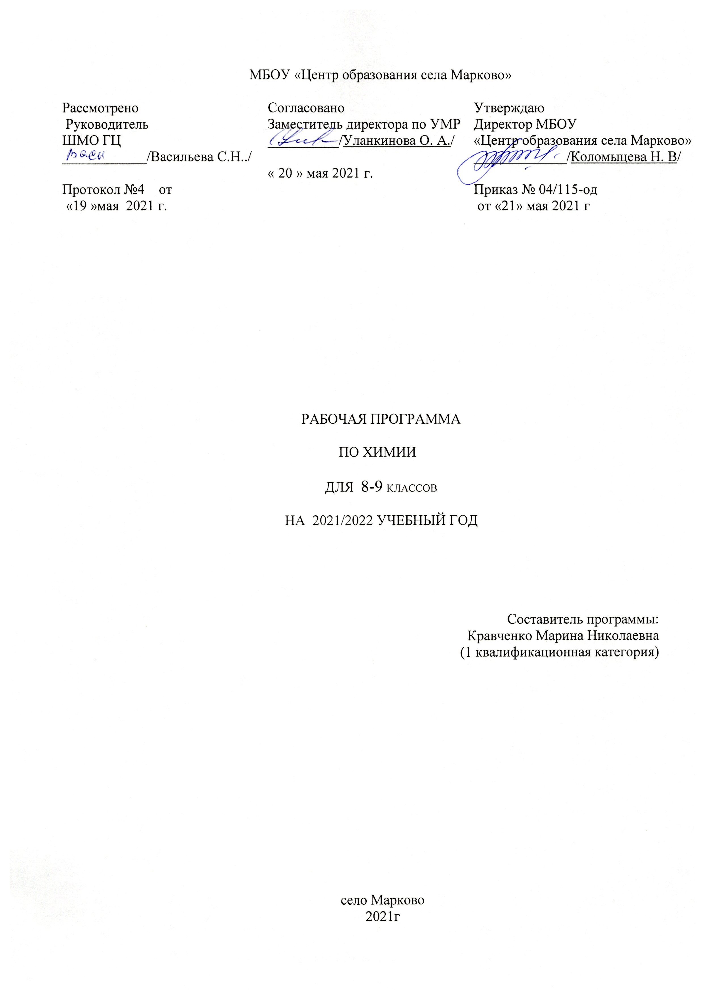 МБОУ «Центр образования села Марково»
Рассмотрено
Руководитель
ШМО ГЦ
Васи /Васильева С.Н../
Протокол №4 от
«19 »мая 2021 г.
Согласовано
Заместитель директора по УМР
/Уланкинова О. А./
« 20 » мая 2021 г.
Утверждаю
Директор МБОУ
«Центр образования села Марково»
/Коломыцева Н. В/
Приказ № 04/115-од
от «21» мая 2021 г
РАБОЧАЯ ПРОГРАММА
ПО ХИМИИ
ДЛЯ 8-9 КЛАССОВ
НА 2021/2022 УЧЕБНЫЙ ГОД
Составитель программы:
Кравченко Марина Николаевна
(1 квалификационная категория)
село Марково
2021г